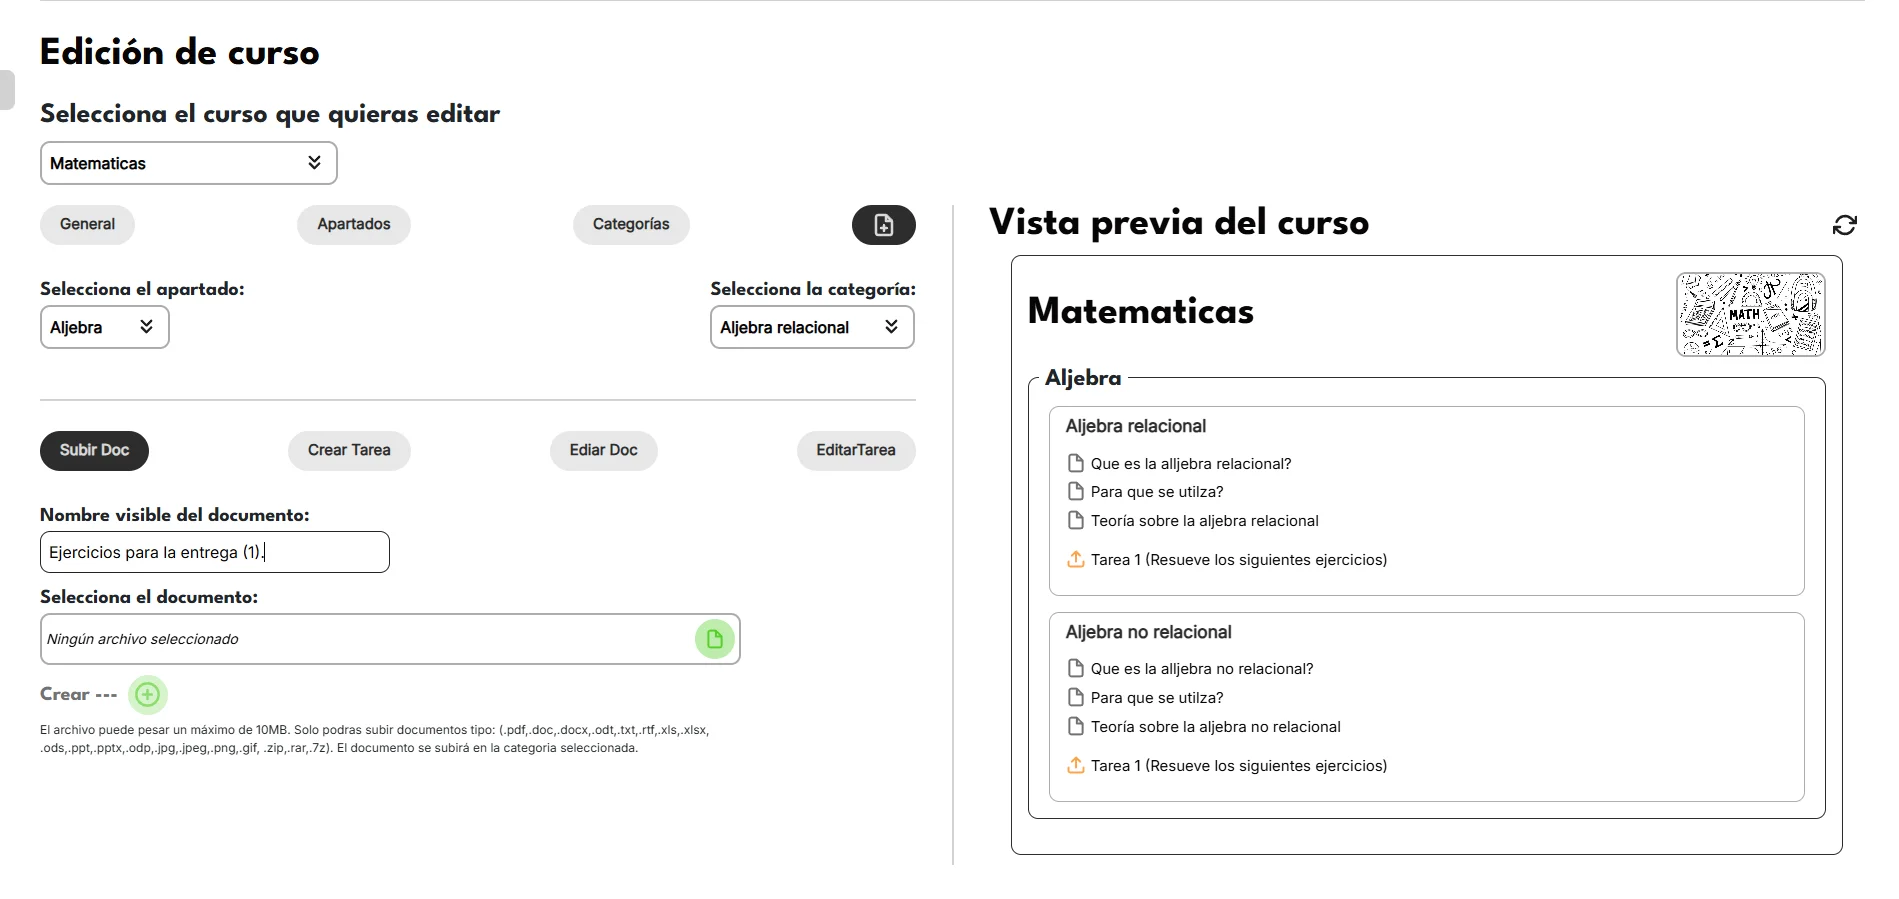 Edición de curso
Selecciona el curso que quieras editar
Matematicas
General
Apartados
Categorías
Selecciona el apartado:
Selecciona la categoría:
Aljebra
Aljebra relacional
Subir Doc
Crear Tarea
Ediar Doc
EditarTarea
Nombre visible del documento:
Ejercicios para la entrega (1).
Selecciona el documento:
Ningún archivo seleccionado
Crear ---
El archivo puede pesar un máximo de 10MB. Solo podras subir documentos tipo: (.pdf,.doc,.docx,.odt,.txt,.rtf,.xls,.xlsx,
.ods,.ppt,.pptx,.odp,.jpg,.jpeg,.png,.gif, .zip,.rar,.7z). El documento se subirá en la categoria seleccionada.
Vista previa del curso
Matematicas
MATH
Aljebra
Aljebra relacional
Que es la alljebra relacional?
Para que se utilza?
Teoría sobre la aljebra relacional
Tarea 1 (Resueve los siguientes ejercicios)
Aljebra no relacional
Que es la alljebra no relacional?
Para que se utilza?
Teoría sobre la aljebra no relacional
Tarea 1 (Resueve los siguientes ejercicios)